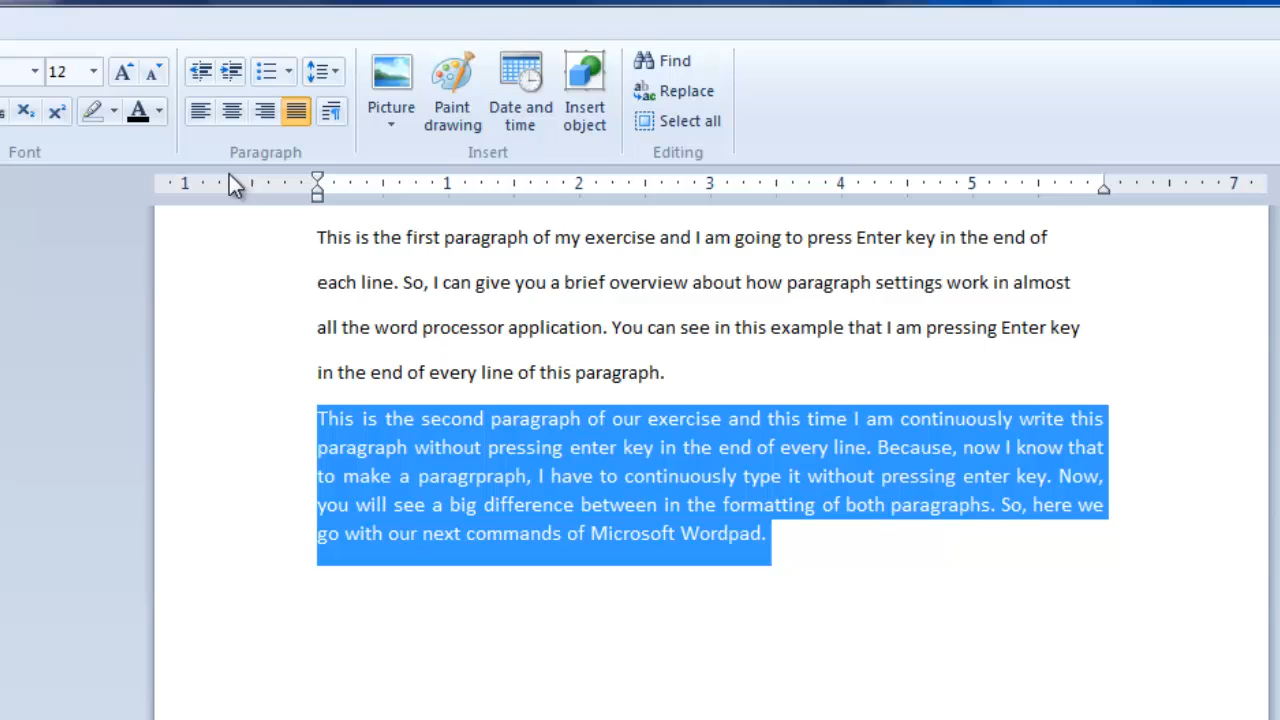 12
Font
Paragraph
Picture
Paint drawing
Date and time
Insert object
Insert
Find
Replace
Select all
Editing
1 1 2 3 4 5 7
This is the first paragraph of my exercise and I am going to press Enter key in the end of
each line. So, I can give you a brief overview about how paragraph settings work in almost
all the word processor application. You can see in this example that I am pressing Enter key
in the end of every line of this paragraph.
This is the second paragraph of our exercise and this time I am continuously write this
paragraph without pressing enter key in the end of every line. Because, now I know that
to make a paragrpraph, I have to continuously type it without pressing enter key. Now,
you will see a big difference between in the formatting of both paragraphs. So, here we
go with our next commands of Microsoft Wordpad.